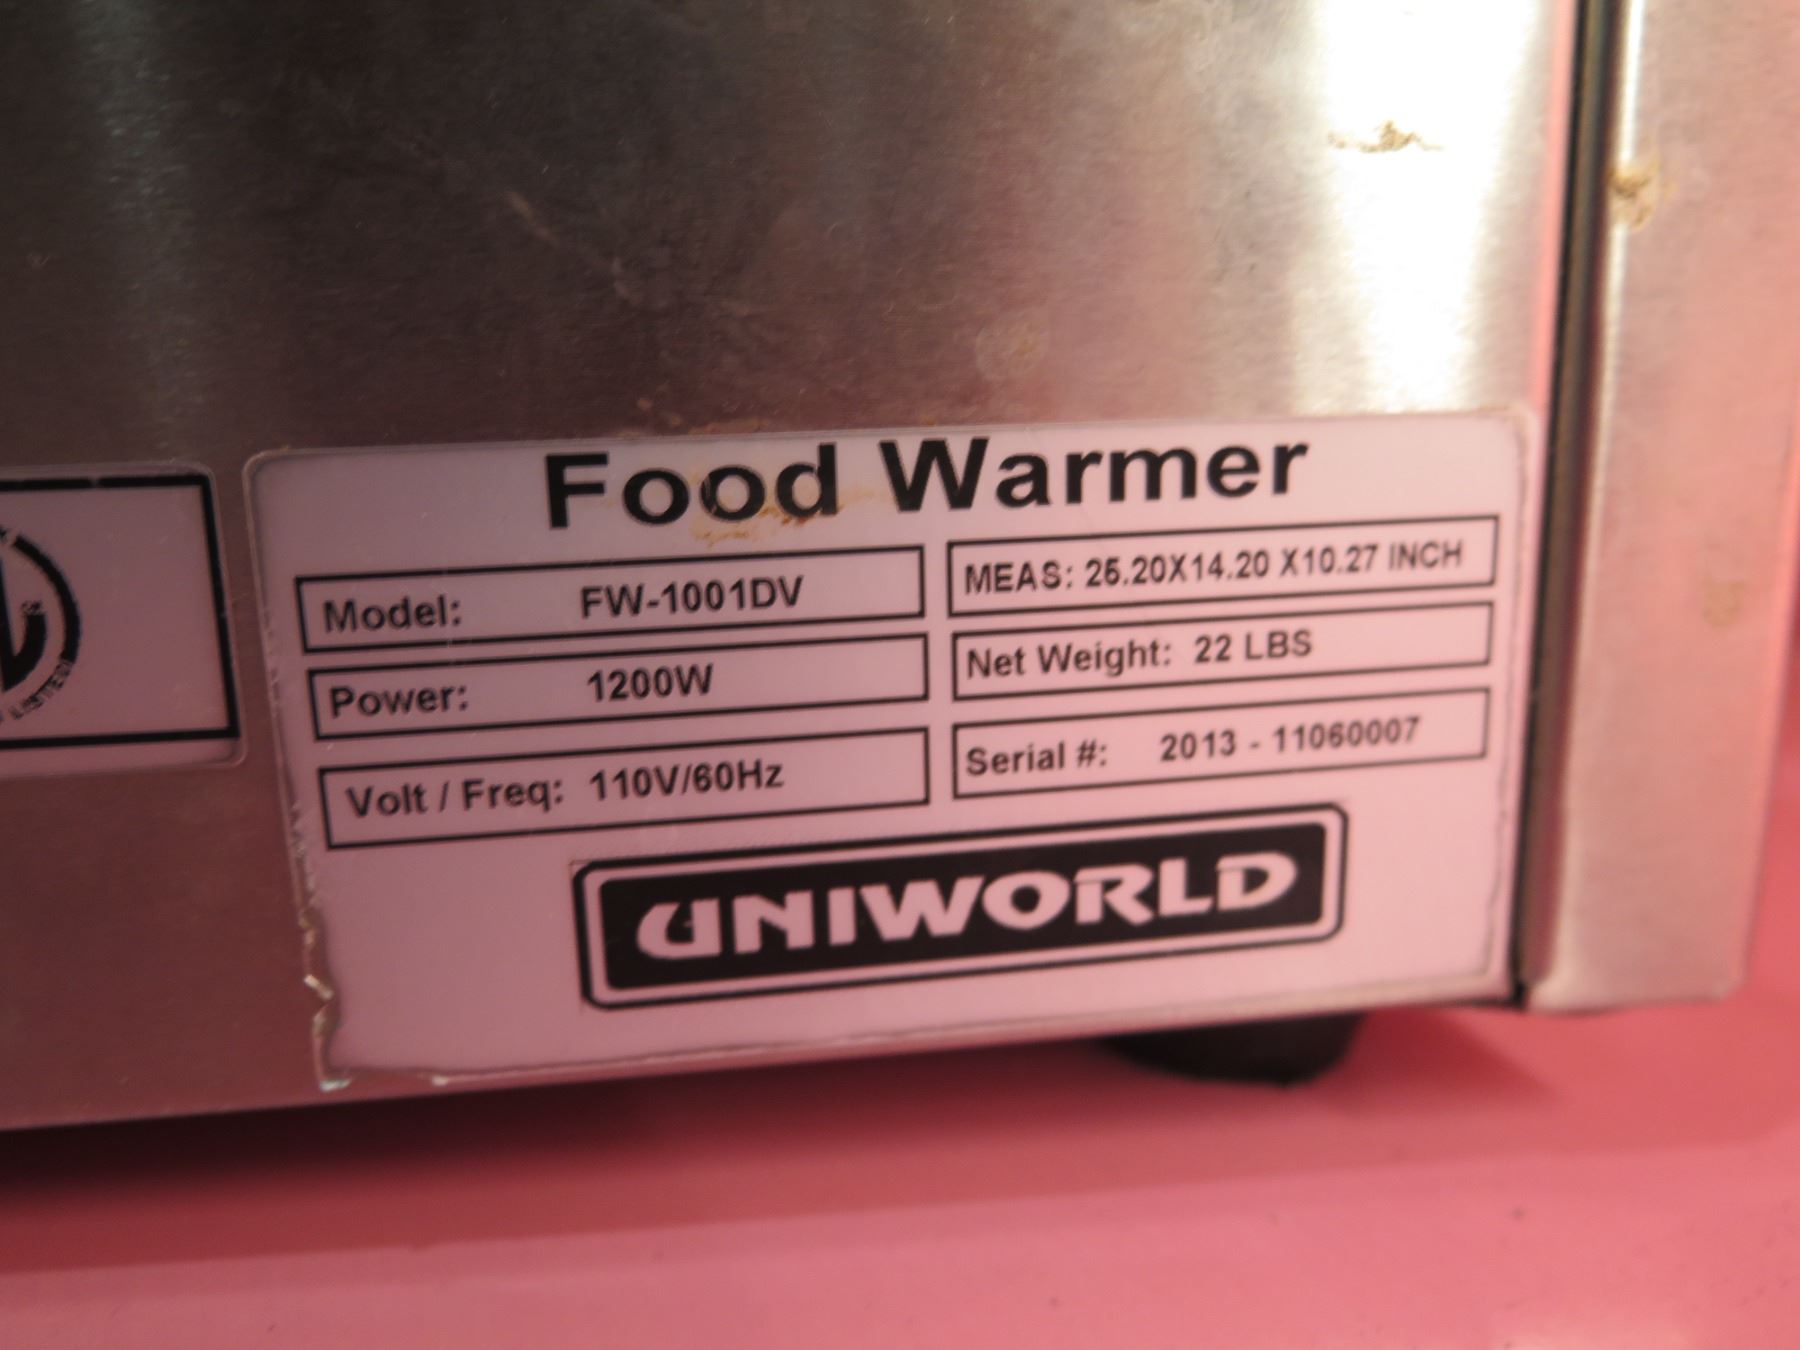 Food Warmer
Model: FW-1001DV
Power: 1200W
Volt / Freq: 110V/60Hz
MEAS: 25.20X14.20 X10.27 INCH
Net Weight: 22 LBS
Serial #: 2013 - 11060007
UNIWORLD
LISTED